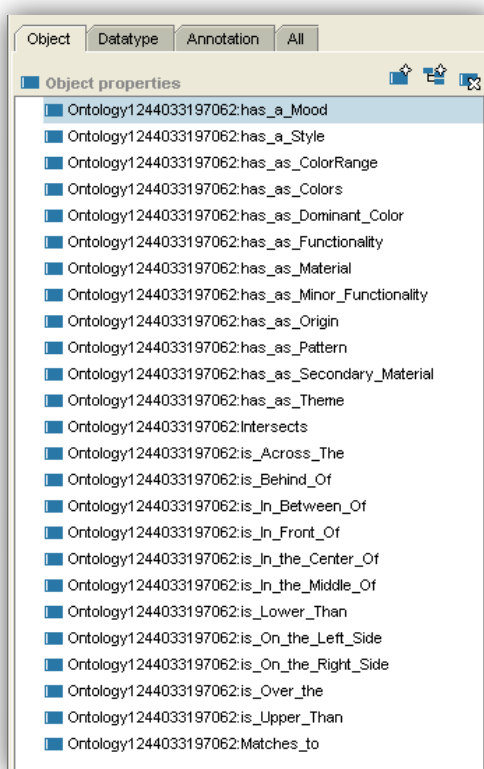 Object Datatype Annotation All
Object properties
Ontology1244033197062:has_a_Mood
Ontology1244033197062:has_a_Style
Ontology1244033197062:has_as_ColorRange
Ontology1244033197062:has_as_Colors
Ontology1244033197062:has_as_Dominant_Color
Ontology1244033197062:has_as_Functionality
Ontology1244033197062:has_as_Material
Ontology1244033197062:has_as_Minor_Functionality
Ontology1244033197062:has_as_Origin
Ontology1244033197062:has_as_Pattern
Ontology1244033197062:has_as_Secondary_Material
Ontology1244033197062:has_as_Theme
Ontology1244033197062:Intersects
Ontology1244033197062:is_Across_The
Ontology1244033197062:is_Behind_Of
Ontology1244033197062:is_In_Between_Of
Ontology1244033197062:is_In_Front_Of
Ontology1244033197062:is_In_the_Center_Of
Ontology1244033197062:is_In_the_Middle_Of
Ontology1244033197062:is_Lower_Than
Ontology1244033197062:is_On_the_Left_Side
Ontology1244033197062:is_On_the_Right_Side
Ontology1244033197062:is_Over_the
Ontology1244033197062:is_Upper_Than
Ontology1244033197062:Matches_to